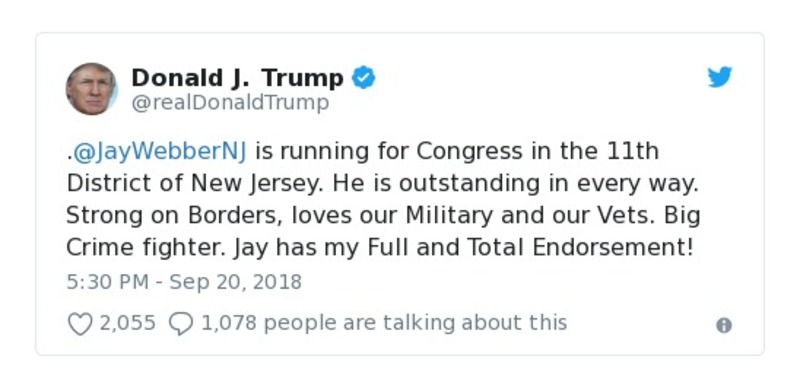 Donald J. Trump
@realDonaldTrump
.@JayWebberNJ is running for Congress in the 11th
District of New Jersey. He is outstanding in every way.
Strong on Borders, loves our Military and our Vets. Big
Crime fighter. Jay has my Full and Total Endorsement!
5:30 PM - Sep 20, 2018
2,055 1,078 people are talking about this